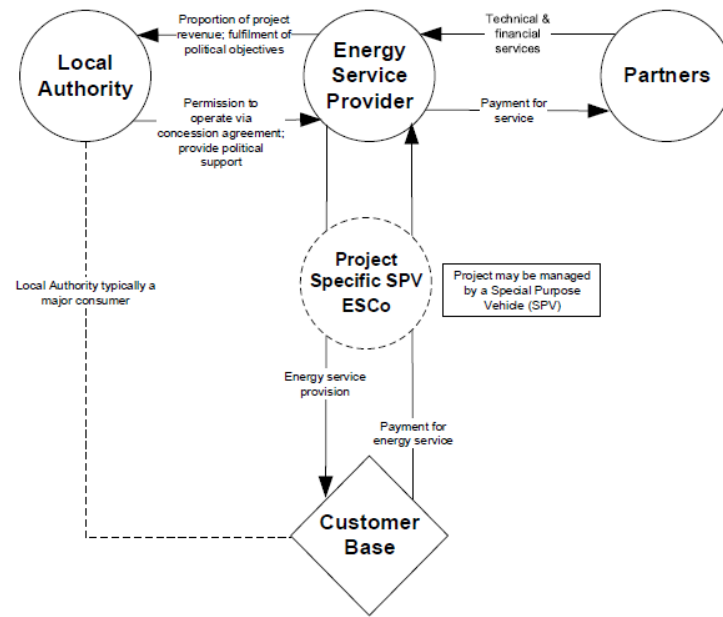 Proportion of project
revenue; fulfilment of
political objectives
Technical &
financial
services
Local
Authority
Energy
Service
Provider
Partners
Permission to
operate via
concession agreement;
provide political
support
Payment for
service
Project
Specific SPV
ESCo
Project may be managed
by a Special Purpose
Vehicle (SPV)
Local Authority typically a
major consumer
Energy service
provision
Payment for
energy service
Customer
Base